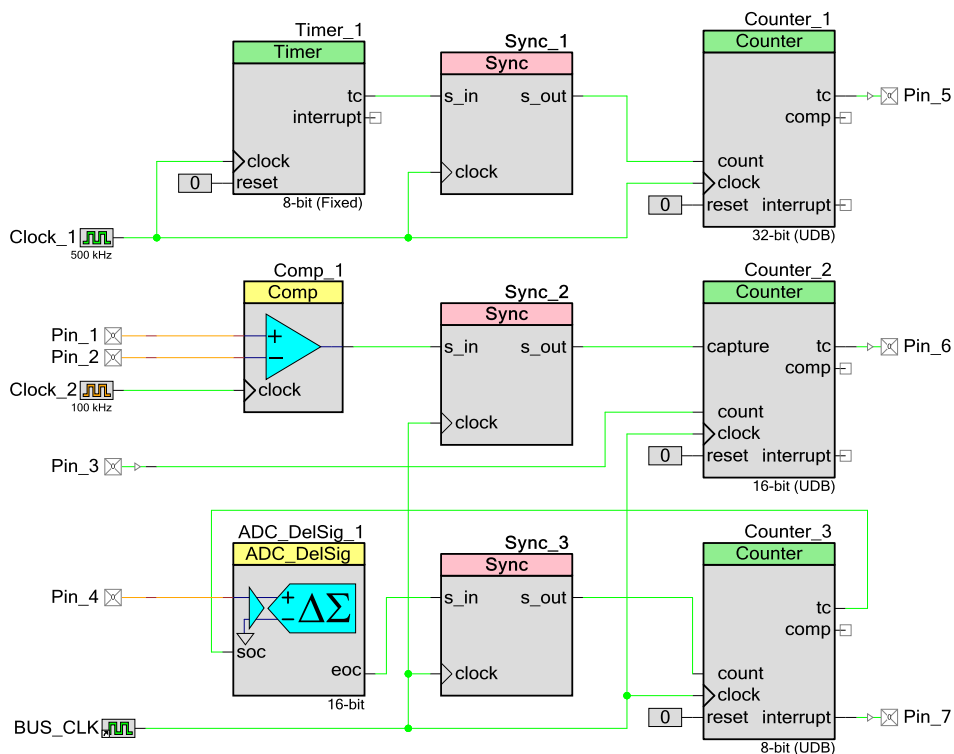 Timer_1
Timer
tc
interrupt
clock
0
reset
8-bit (Fixed)
Sync_1
Sync
s_in
s_out
clock
Counter_1
Counter
tc
Pin_5
comp
count
clock
0
reset
interrupt
32-bit (UDB)
Clock_1
500 kHz
Comp_1
Comp
Pin_1
+
Pin_2
−
Clock_2
100 kHz
clock
Sync_2
Sync
s_in
s_out
clock
Counter_2
Counter
capture
tc
Pin_6
comp
count
clock
0
reset
interrupt
16-bit (UDB)
Pin_3
ADC_DelSig_1
ADC_DelSig
Pin_4
+
−
ΔΣ
soc
eoc
16-bit
Sync_3
Sync
s_in
s_out
clock
Counter_3
Counter
tc
comp
count
clock
0
reset
interrupt
Pin_7
8-bit (UDB)
BUS_CLK